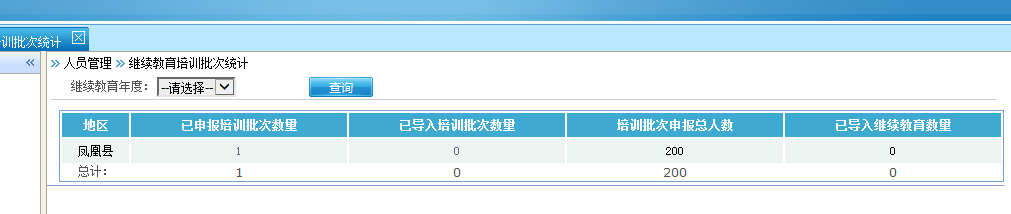 训批次统计
« » 人员管理 » 继续教育培训批次统计
继续教育年度： --请选择-- 查询
地区 已申报培训批次数量 已导入培训批次数量 培训批次申报总人数 已导入继续教育数量
凤凰县 1 0 200 0
总计： 1 0 200 0